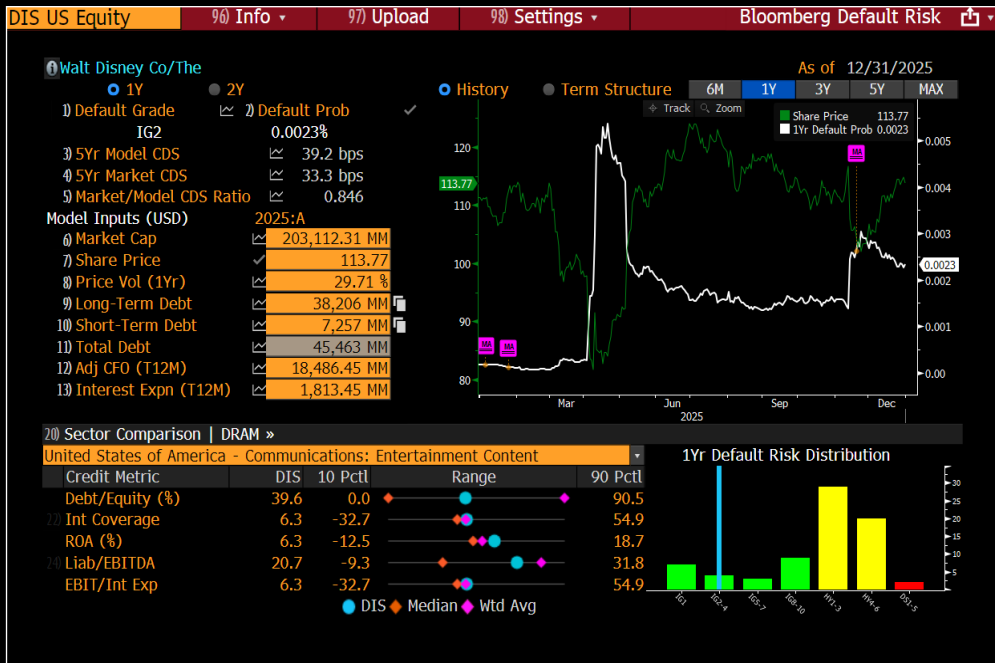 DIS US Equity 96) Info 97) Upload 98) Settings Bloomberg Default Risk
Walt Disney Co/The As of 12/31/2025
1Y 2Y History Term Structure 6M 1Y 3Y 5Y MAX
1) Default Grade 2) Default Prob Track Zoom
IG2 0.0023%
3) 5Yr Model CDS 39.2 bps
4) 5Yr Market CDS 33.3 bps
5) Market/Model CDS Ratio 0.846
Model Inputs (USD) 2025:A
6) Market Cap 203,112.31 MM
7) Share Price 113.77
8) Price Vol (1Yr) 29.71 %
9) Long-Term Debt 38,206 MM
10) Short-Term Debt 7,257 MM
11) Total Debt 45,463 MM
12) Adj CFO (T12M) 18,486.45 MM
13) Interest Expn (T12M) 1,813.45 MM
Share Price 113.77
1Yr Default Prob 0.0023
MA
MA
MA
120
113.77
110
100
90
80
0.005
0.004
0.003
0.0023
0.002
0.001
0.00
Mar Jun Sep Dec
2025
20) Sector Comparison | DRAM »
United States of America - Communications: Entertainment Content
Credit Metric DIS 10 Pctl Range 90 Pctl
Debt/Equity (%) 39.6 0.0 90.5
22) Int Coverage 6.3 -32.7 54.9
ROA (%) 6.3 -12.5 18.7
24) Liab/EBITDA 20.7 -9.3 31.8
EBIT/Int Exp 6.3 -32.7 54.9
DIS Median Wtd Avg
1Yr Default Risk Distribution
30
25
20
15
10
5
IG1 IG2-4 IG5-7 IG8-10 HY1-3 HY4-6 DS1-5